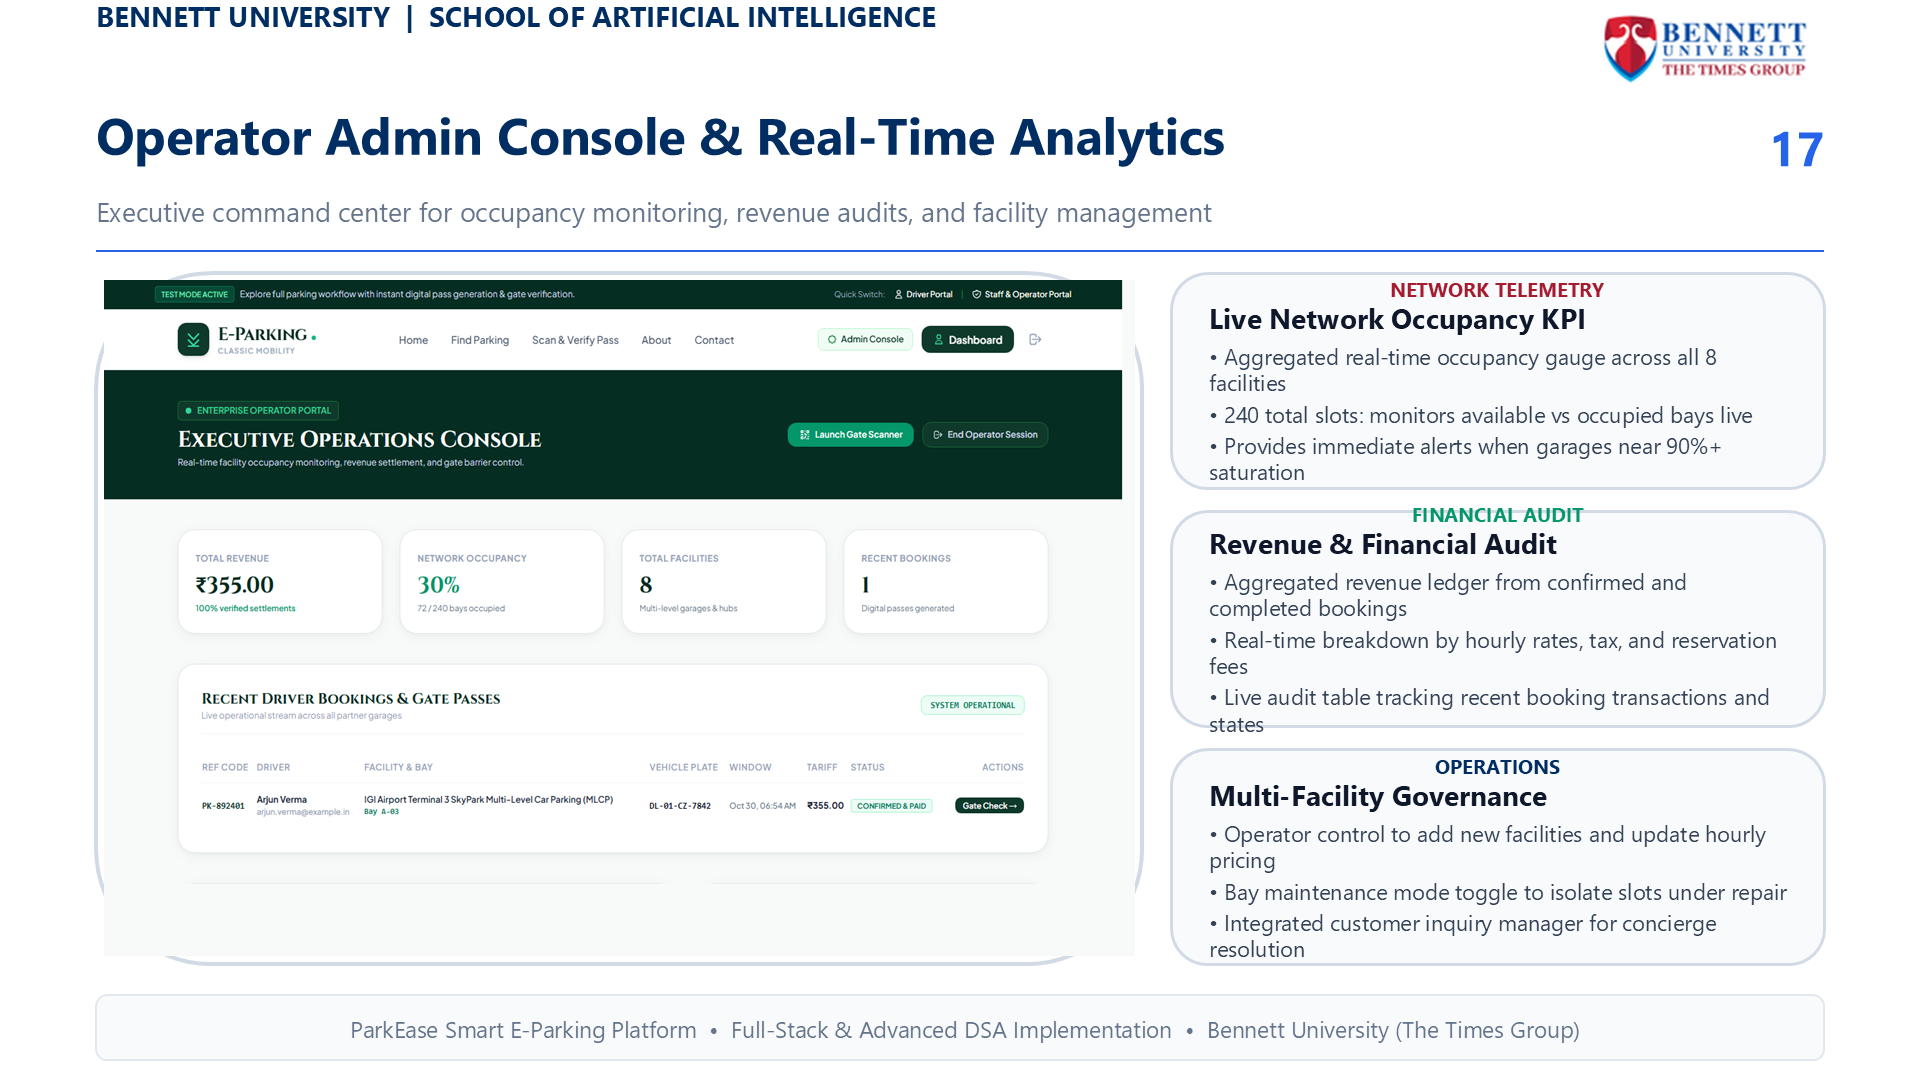 BENNETT UNIVERSITY | SCHOOL OF ARTIFICIAL INTELLIGENCE
BENNETT
UNIVERSITY
THE TIMES GROUP
Operator Admin Console & Real-Time Analytics
17
Executive command center for occupancy monitoring, revenue audits, and facility management
TEST MODE ACTIVE Explore full parking workflow with instant digital pass generation & gate verification.
Quick Switch: Driver Portal | Staff & Operator Portal
E-PARKING
CLASSIC MOBILITY
Home Find Parking Scan & Verify Pass About Contact
Admin Console Dashboard
ENTERPRISE OPERATOR PORTAL
EXECUTIVE OPERATIONS CONSOLE
Real-time facility occupancy monitoring, revenue settlement, and gate barrier control.
Launch Gate Scanner End Operator Session
TOTAL REVENUE
₹355.00
100% verified settlements
NETWORK OCCUPANCY
30%
72 / 240 bays occupied
TOTAL FACILITIES
8
Multi-level garages & hubs
RECENT BOOKINGS
1
Digital passes generated
RECENT DRIVER BOOKINGS & GATE PASSES
Live operational stream across all partner garages
SYSTEM OPERATIONAL
REF CODE DRIVER FACILITY & BAY VEHICLE PLATE WINDOW TARIFF STATUS ACTIONS
PK-892401 Arjun Verma IGI Airport Terminal 3 SkyPark Multi-Level Car Parking (MLCP) DL-01-CZ-7842 Oct 30, 06:54 AM ₹355.00 CONFIRMED & PAID Gate Check →
arjun.verma@example.in Bay A-03
NETWORK TELEMETRY
Live Network Occupancy KPI
• Aggregated real-time occupancy gauge across all 8
facilities
• 240 total slots: monitors available vs occupied bays live
• Provides immediate alerts when garages near 90%+
saturation
FINANCIAL AUDIT
Revenue & Financial Audit
• Aggregated revenue ledger from confirmed and
completed bookings
• Real-time breakdown by hourly rates, tax, and reservation
fees
• Live audit table tracking recent booking transactions and
states
OPERATIONS
Multi-Facility Governance
• Operator control to add new facilities and update hourly
pricing
• Bay maintenance mode toggle to isolate slots under repair
• Integrated customer inquiry manager for concierge
resolution
ParkEase Smart E-Parking Platform • Full-Stack & Advanced DSA Implementation • Bennett University (The Times Group)